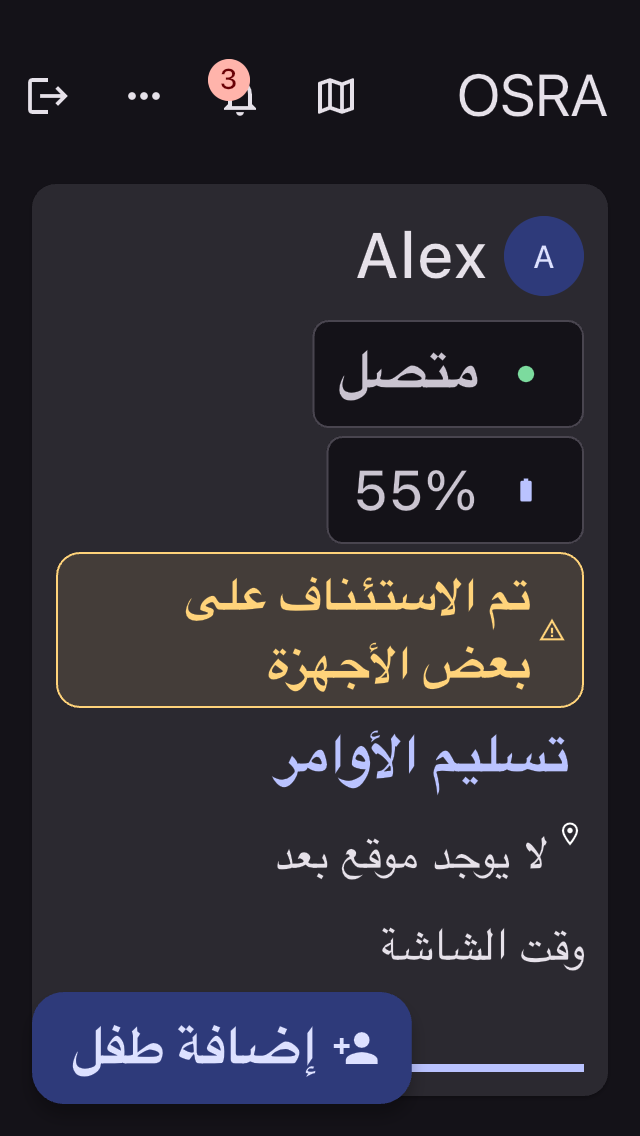 OSRA
3
Alex
A
متصل
55%
تم الاستئناف على
بعض الأجهزة
تسليم الأوامر
لا يوجد موقع بعد
وقت الشاشة
إضافة طفل